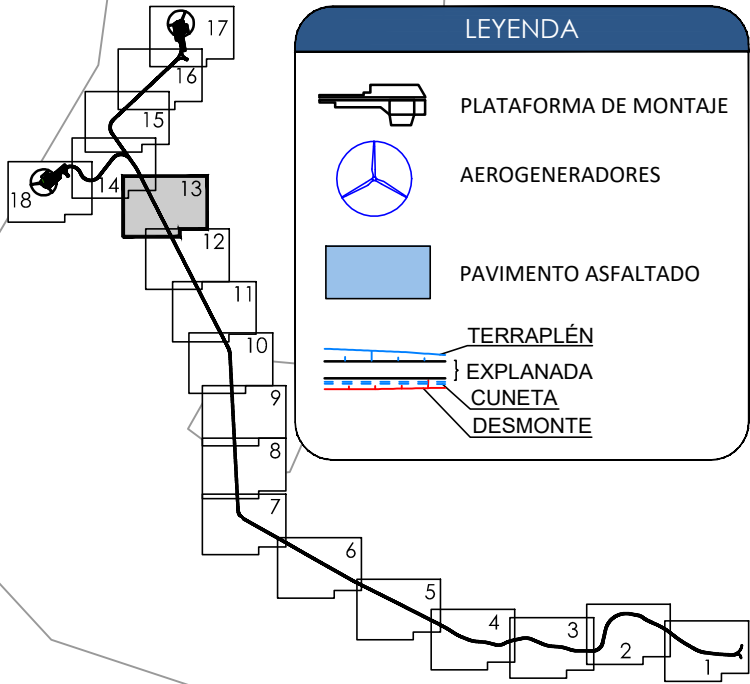 LEYENDA
PLATAFORMA DE MONTAJE
AEROGENERADORES
PAVIMENTO ASFALTADO
TERRAPLÉN
} EXPLANADA
CUNETA
DESMONTE
17
16
15
14
18
13
12
11
10
9
8
7
6
5
4
3
2
1